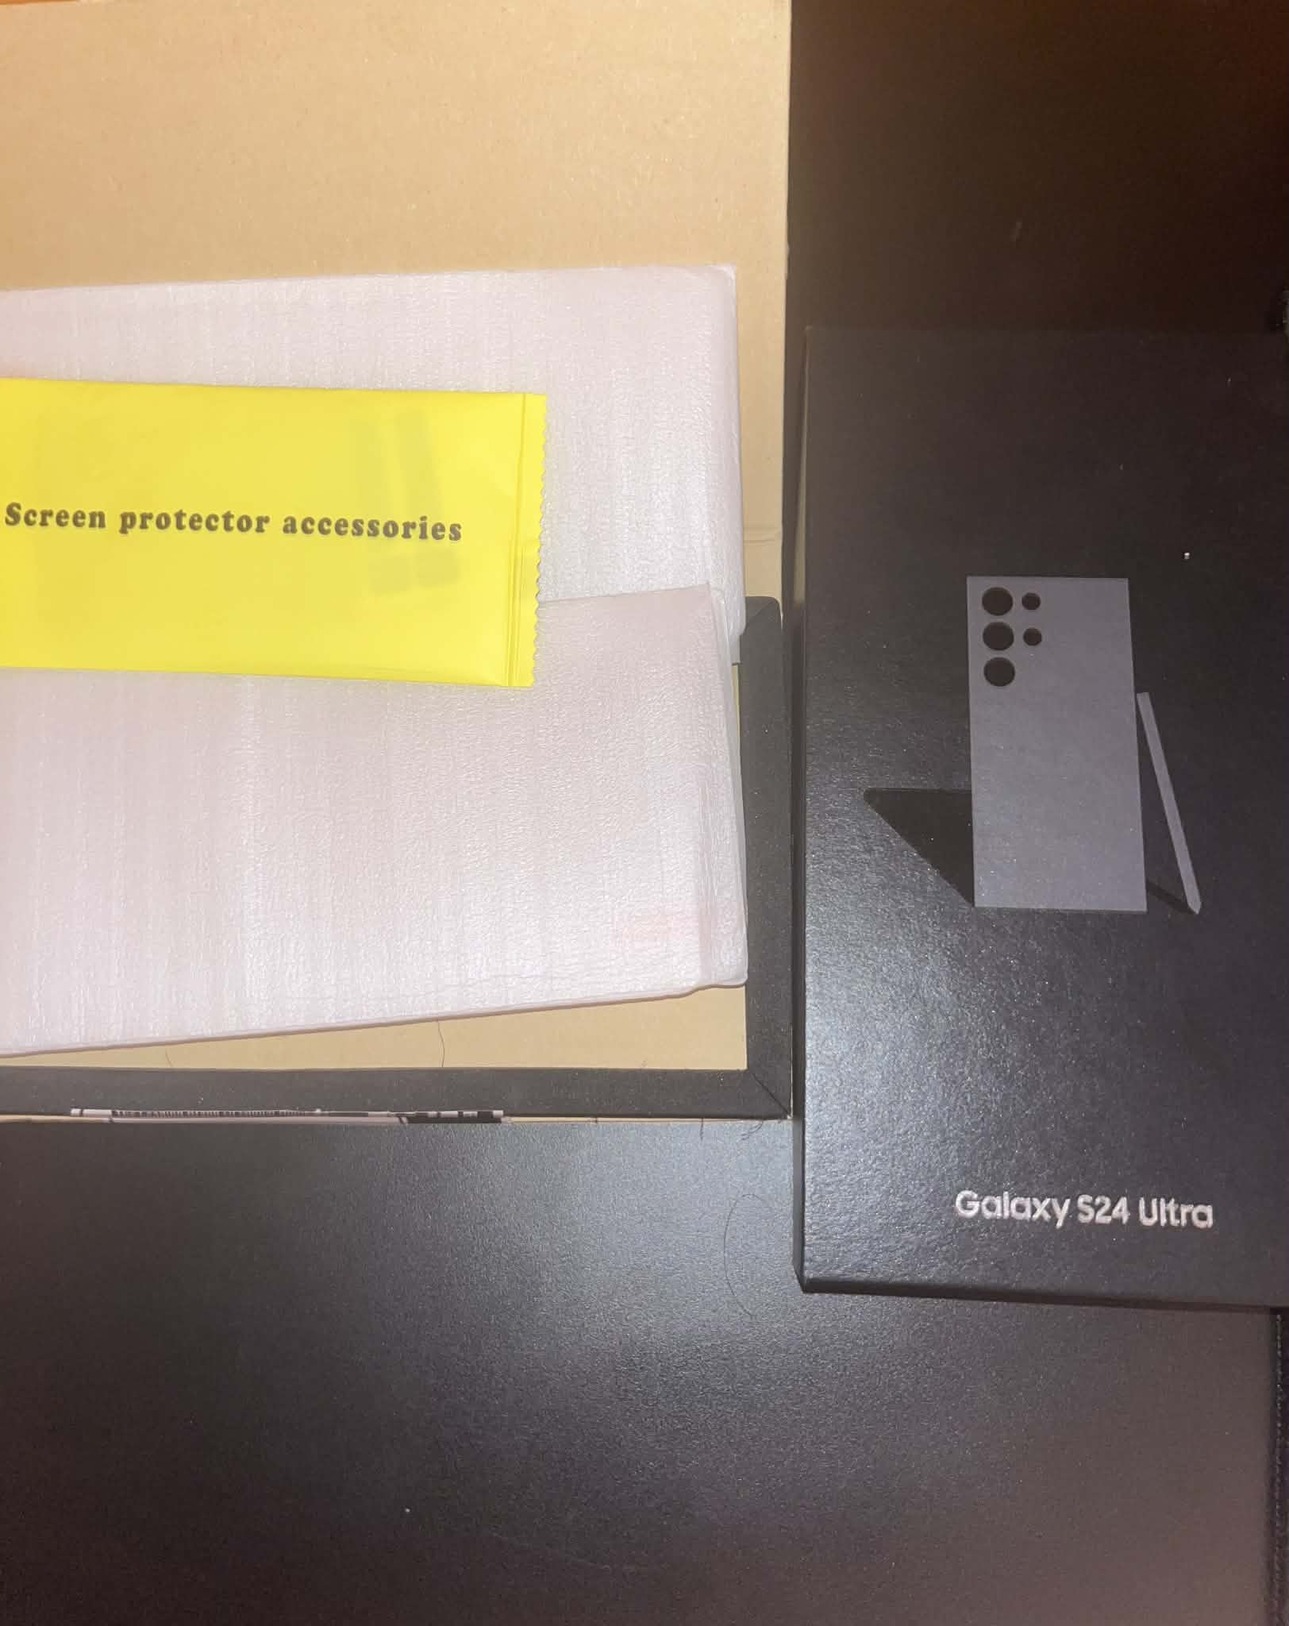 Screen protector accessories
Galaxy S24 Ultra